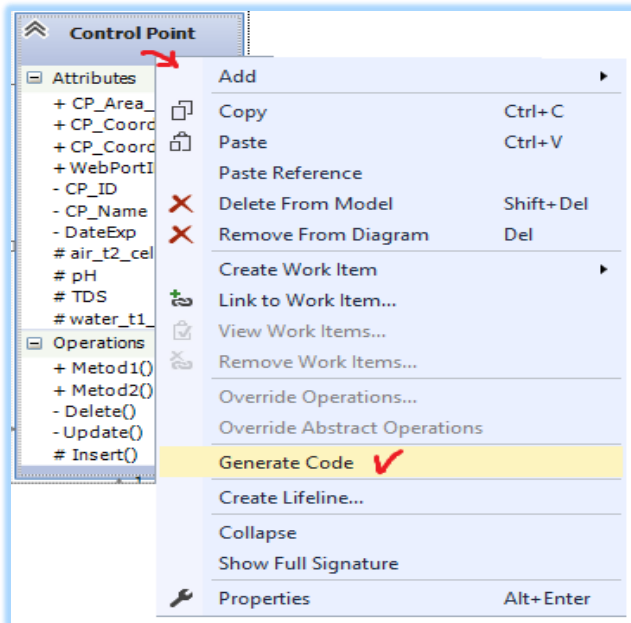 Control Point
Attributes
+ CP_Area_
+ CP_Coord
+ CP_Coord
+ WebPortI
- CP_ID
- CP_Name
- DateExp
# air_t2_cel
# pH
# TDS
# water_t1_
Operations
+ Metod1()
+ Metod2()
- Delete()
- Update()
# Insert()
Add
Copy Ctrl+C
Paste Ctrl+V
Paste Reference
Delete From Model Shift+Del
Remove From Diagram Del
Create Work Item
Link to Work Item...
View Work Items...
Remove Work Items...
Override Operations...
Override Abstract Operations
Generate Code
Create Lifeline...
Collapse
Show Full Signature
Properties Alt+Enter